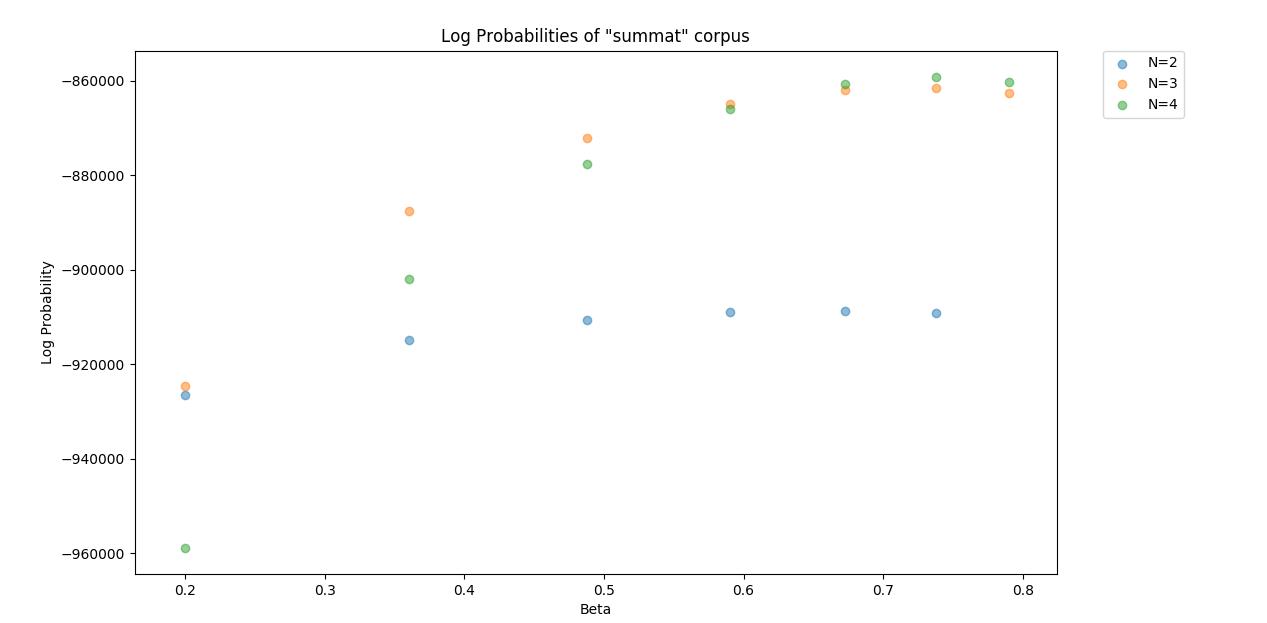 Log Probabilities of "summat" corpus
N=2
N=3
N=4
Log Probability
−860000
−880000
−900000
−920000
−940000
−960000
0.2 0.3 0.4 0.5 0.6 0.7 0.8
Beta